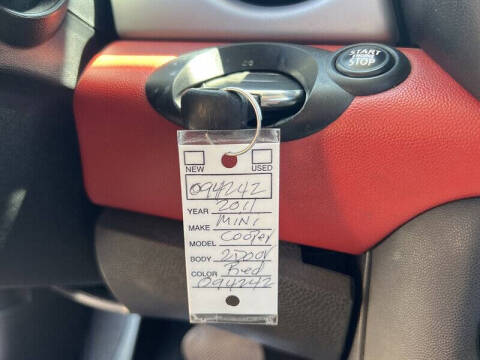 START
STOP
NEW USED
094242
YEAR 2011
MAKE MINI
MODEL Cooper
BODY 2Door
COLOR Red
094242